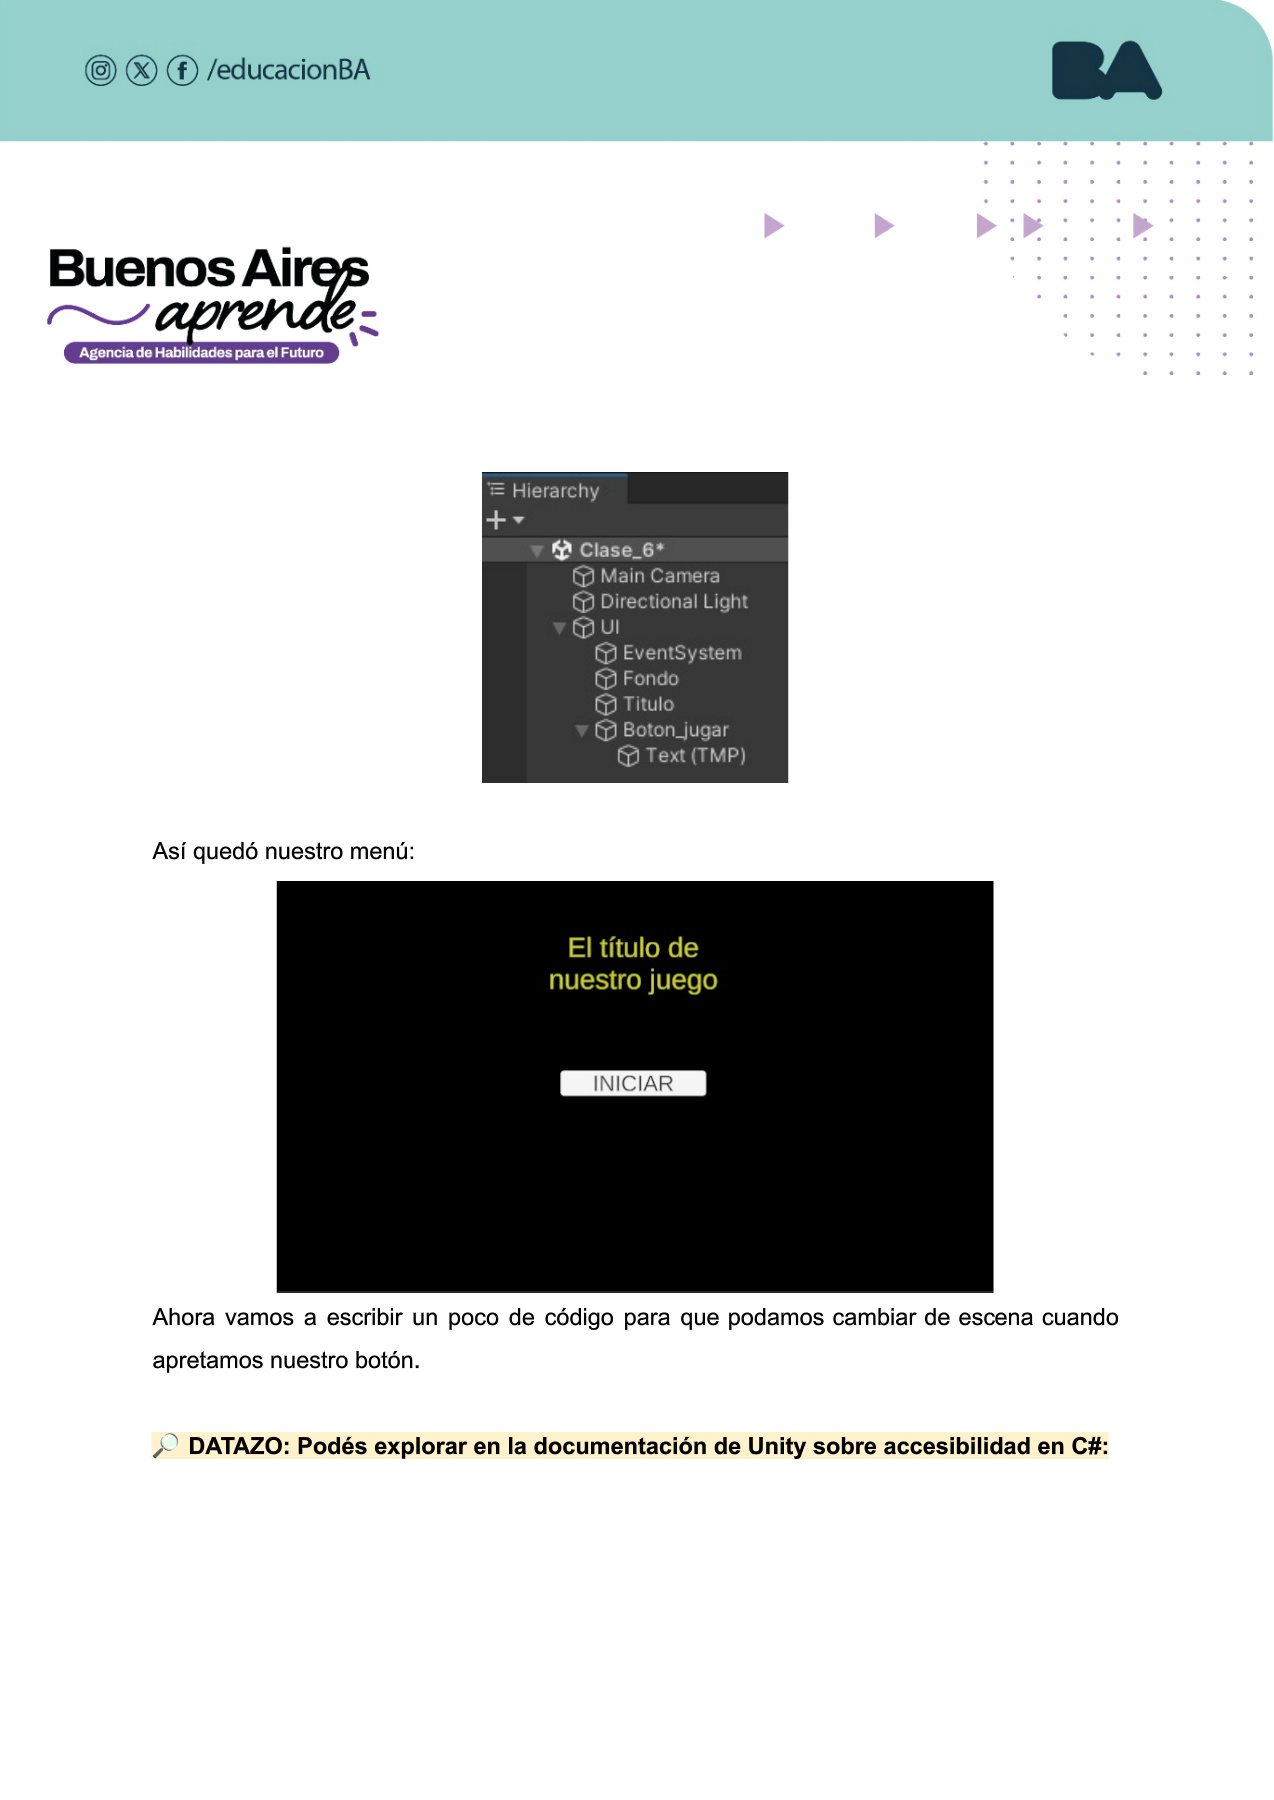 /educacionBA
BA
Buenos Aires
aprende
Agencia de Habilidades para el Futuro
Hierarchy
Clase_6*
Main Camera
Directional Light
UI
EventSystem
Fondo
Titulo
Boton_jugar
Text (TMP)
Así quedó nuestro menú:
El título de
nuestro juego
INICIAR
Ahora vamos a escribir un poco de código para que podamos cambiar de escena cuando
apretamos nuestro botón.
🔎 DATAZO: Podés explorar en la documentación de Unity sobre accesibilidad en C#: